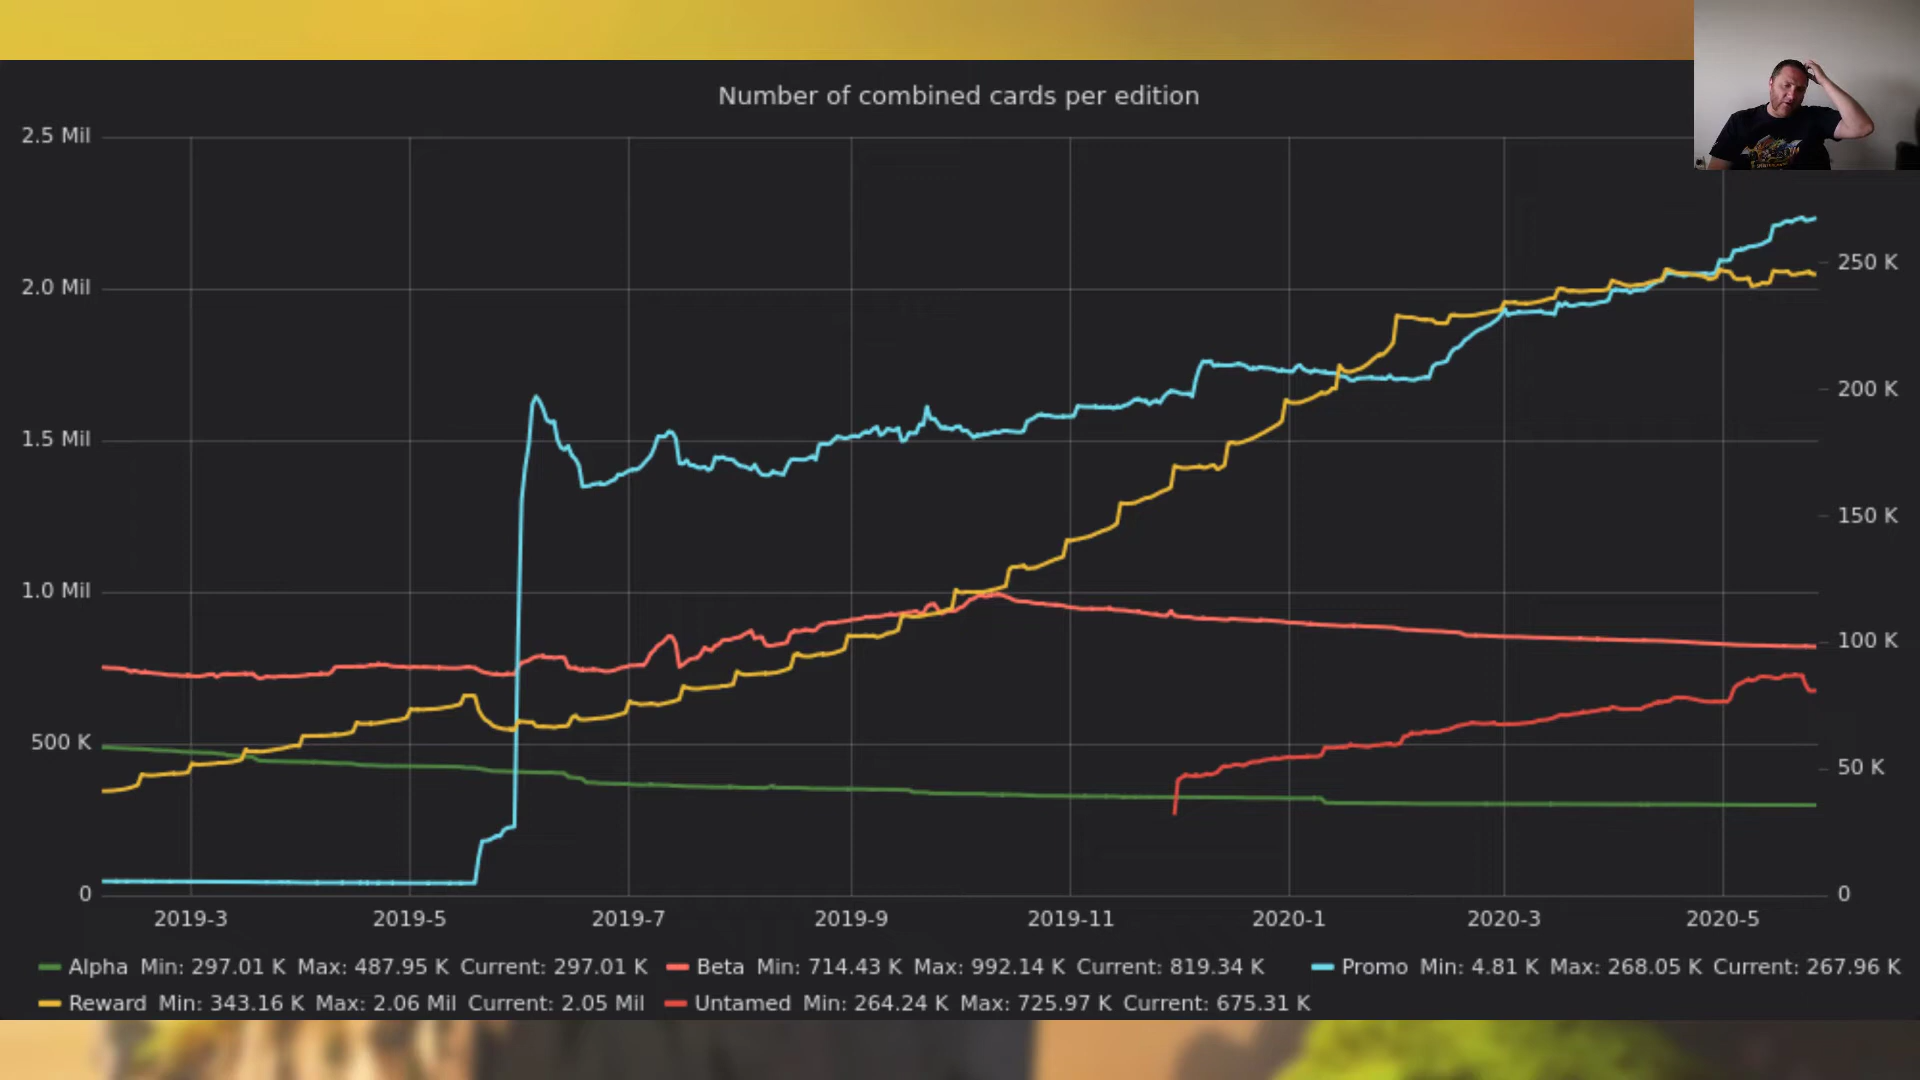 Number of combined cards per edition
2.5 Mil
2.0 Mil
1.5 Mil
1.0 Mil
500 K
0
250 K
200 K
150 K
100 K
50 K
0
2019-3 2019-5 2019-7 2019-9 2019-11 2020-1 2020-3 2020-5
Alpha Min: 297.01 K Max: 487.95 K Current: 297.01 K Beta Min: 714.43 K Max: 992.14 K Current: 819.34 K Promo Min: 4.81 K Max: 268.05 K Current: 267.96 K
Reward Min: 343.16 K Max: 2.06 Mil Current: 2.05 Mil Untamed Min: 264.24 K Max: 725.97 K Current: 675.31 K